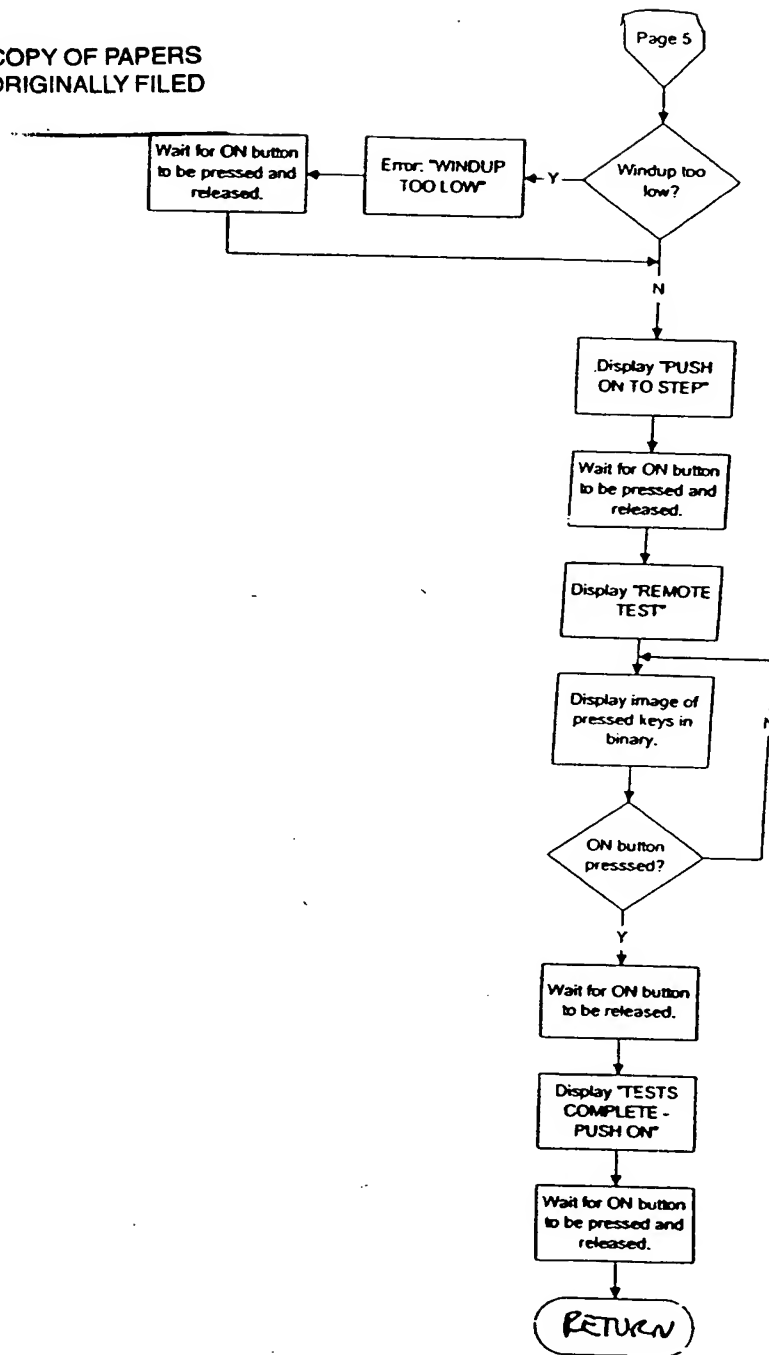 COPY OF PAPERS
ORIGINALLY FILED
Page 5
Windup too
low?
Y
Error: "WINDUP
TOO LOW"
Wait for ON button
to be pressed and
released.
N
Display "PUSH
ON TO STEP"
Wait for ON button
to be pressed and
released.
Display "REMOTE
TEST"
Display image of
pressed keys in
binary.
N
ON button
presssed?
Y
Wait for ON button
to be released.
Display "TESTS
COMPLETE -
PUSH ON"
Wait for ON button
to be pressed and
released.
RETURN